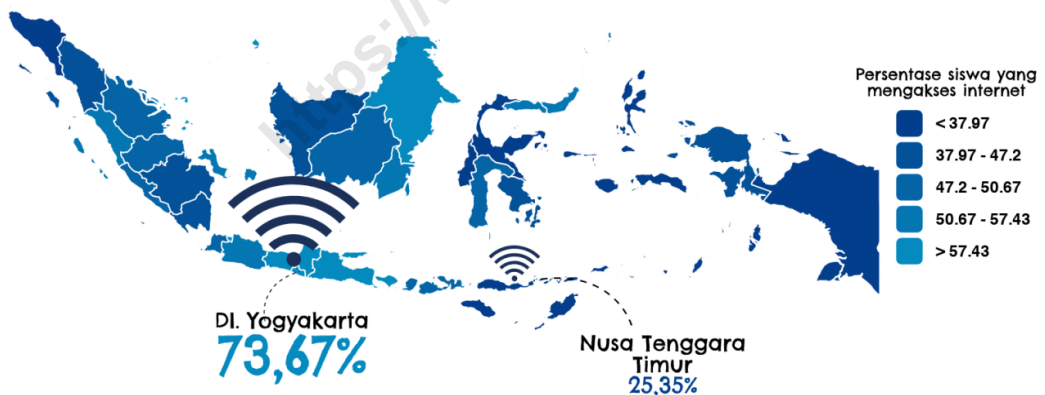 https://
Persentase siswa yang
mengakses internet
< 37.97
37.97 - 47.2
47.2 - 50.67
50.67 - 57.43
> 57.43
DI. Yogyakarta
73,67%
Nusa Tenggara
Timur
25,35%